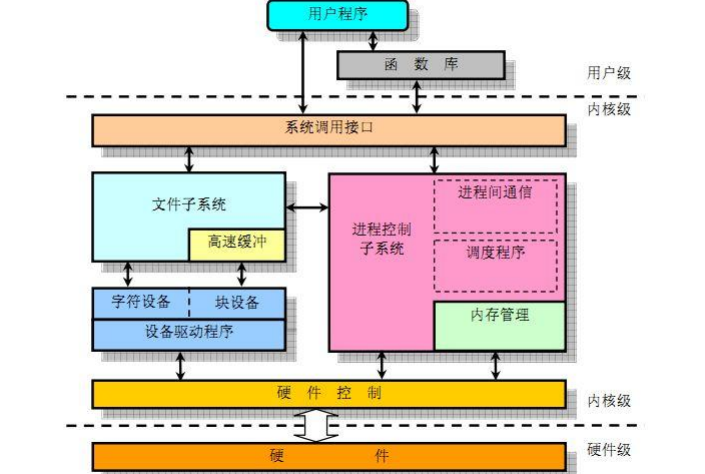 用户程序
函 数 库
用户级
内核级
系统调用接口
文件子系统
高速缓冲
进程控制
子系统
进程间通信
调度程序
内存管理
字符设备
块设备
设备驱动程序
硬 件 控 制
内核级
硬件级
硬 件